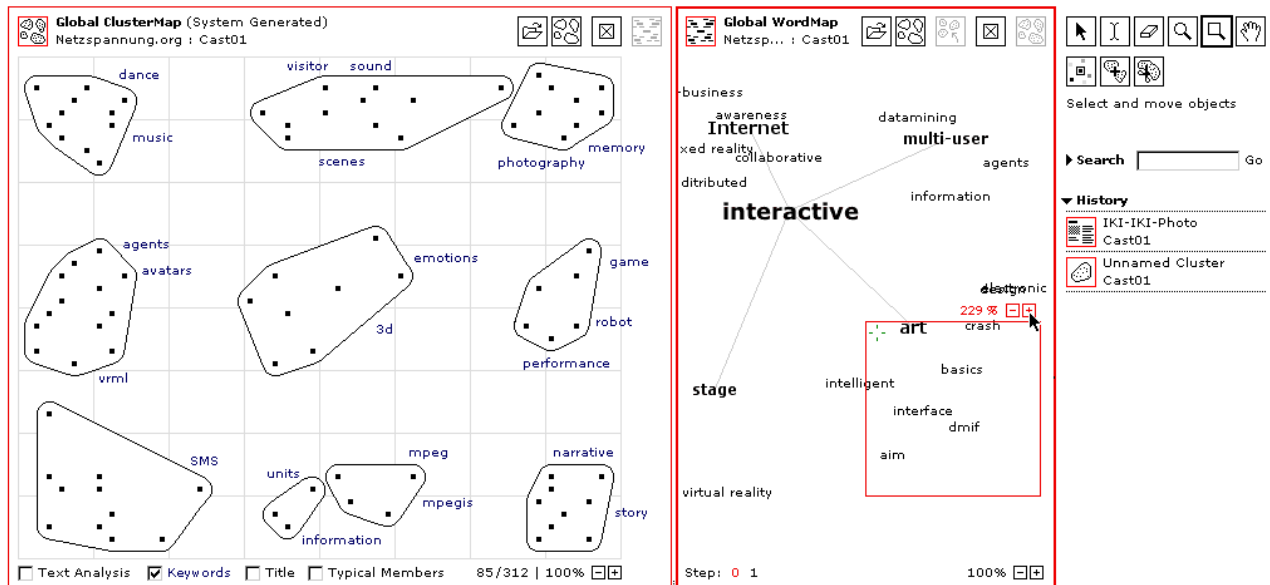 Global ClusterMap (System Generated)
Netzspannung.org : Cast01
dance
music
visitor sound
scenes
photography
memory
agents
avatars
vrml
emotions
3d
game
robot
performance
SMS
units
information
mpeg
mpegis
narrative
story
Text Analysis Keywords Title Typical Members 85/312 | 100%
Global WordMap
Netzsp... : Cast01
-business
awareness
Internet
datamining
multi-user
xed reality
collaborative
agents
ditributed
information
interactive
design
electronic
229 %
art
crash
basics
intelligent
stage
interface
dmif
aim
virtual reality
Step: 0 1 100%
Select and move objects
Search Go
History
IKI-IKI-Photo
Cast01
Unnamed Cluster
Cast01